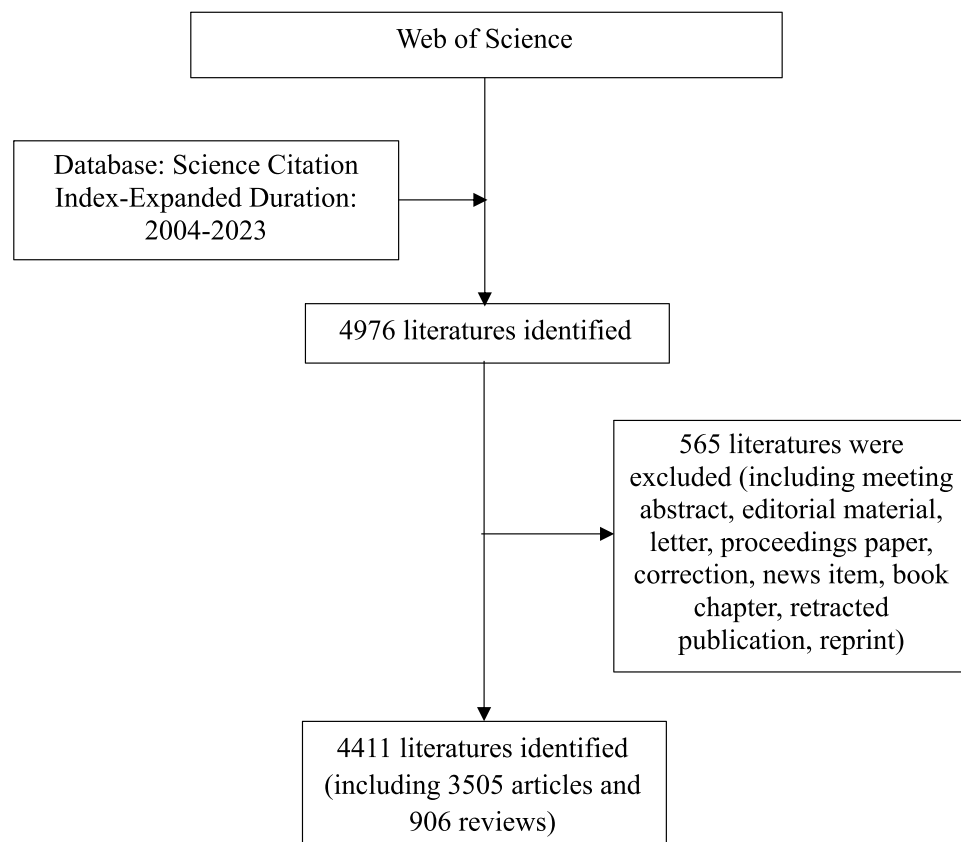 Web of Science
Database: Science Citation
Index-Expanded Duration:
2004-2023
4976 literatures identified
565 literatures were
excluded (including meeting
abstract, editorial material,
letter, proceedings paper,
correction, news item, book
chapter, retracted
publication, reprint)
4411 literatures identified
(including 3505 articles and
906 reviews)